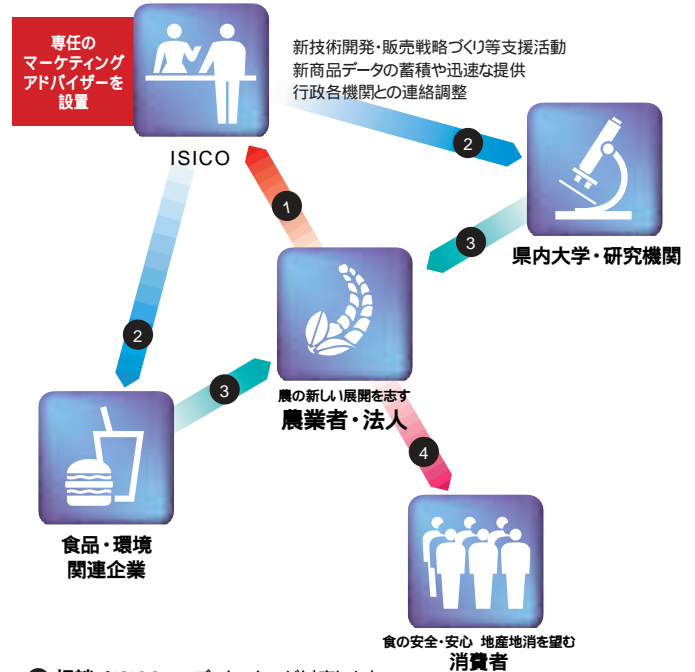 専任の
マーケティング
アドバイザーを
設置
新技術開発・販売戦略づくり等支援活動
新商品データの蓄積や迅速な提供
行政各機関との連絡調整
ISICO
2
1
3
県内大学・研究機関
2
3
農の新しい展開を志す
農業者・法人
4
食品・環境
関連企業
食の安全・安心 地産地消を望む
消費者